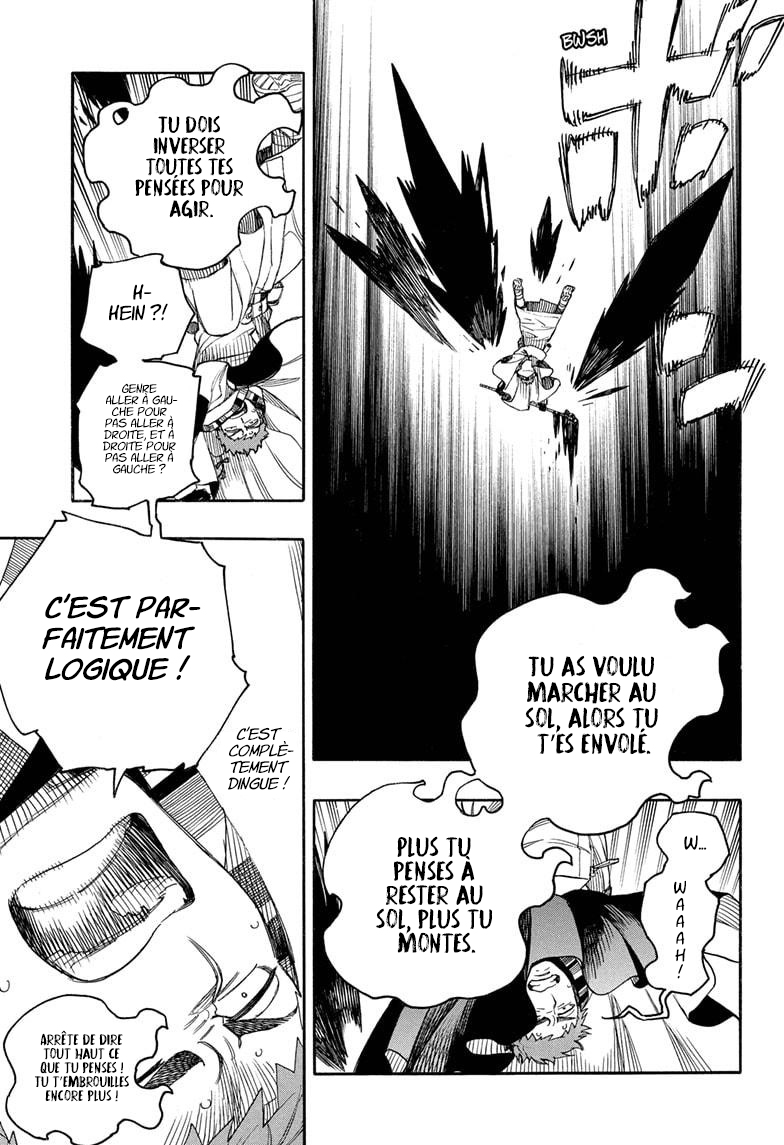 BWSH
TU AS VOULU
MARCHER AU
SOL, ALORS TU
T'ES ENVOLÉ.
W...
WAAAH !
PLUS TU
PENSES À
RESTER AU
SOL, PLUS TU
MONTES.
TU DOIS
INVERSER
TOUTES TES
PENSÉES POUR
AGIR.
H-
HEIN ?!
GENRE
ALLER À GAU-
CHE POUR
PAS ALLER À
DROITE, ET À
DROITE POUR
PAS ALLER À
GAUCHE ?
C'EST PAR-
FAITEMENT
LOGIQUE !
C'EST
COMPLÈ-
TEMENT
DINGUE !
ARRÊTE DE DIRE
TOUT HAUT CE
QUE TU PENSES !
TU T'EMBROUILLES
ENCORE PLUS !